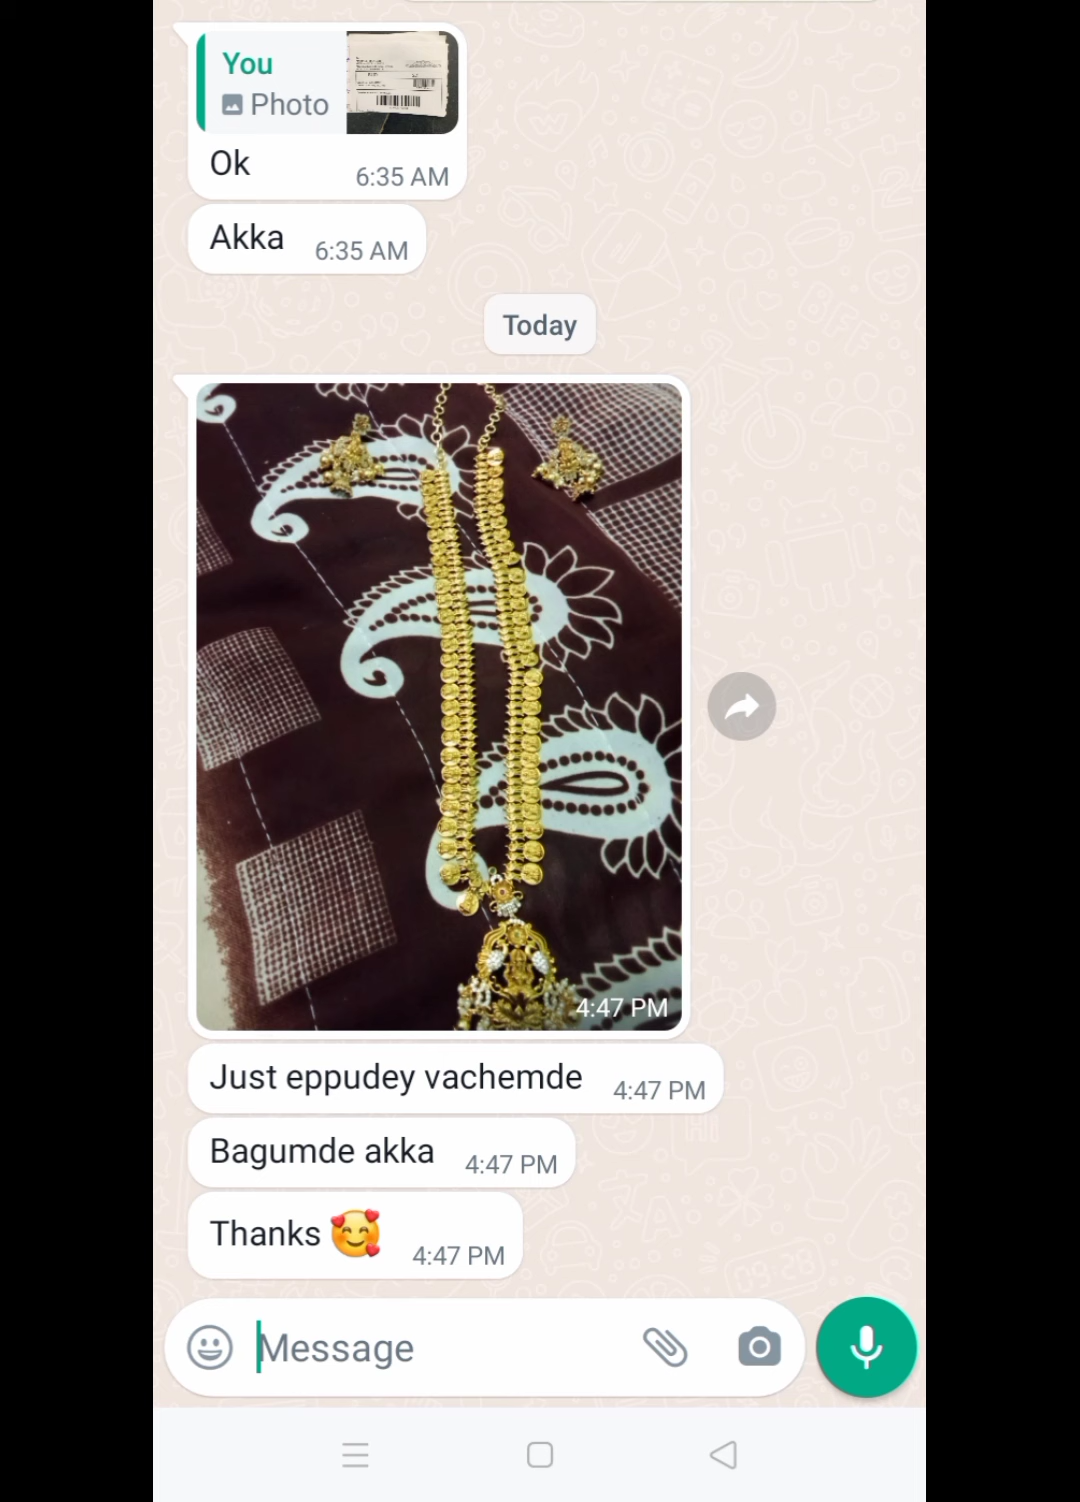 You
Photo
Ok 6:35 AM
Akka 6:35 AM
Today
4:47 PM
Just eppudey vachemde 4:47 PM
Bagumde akka 4:47 PM
Thanks 🥰 4:47 PM
Message